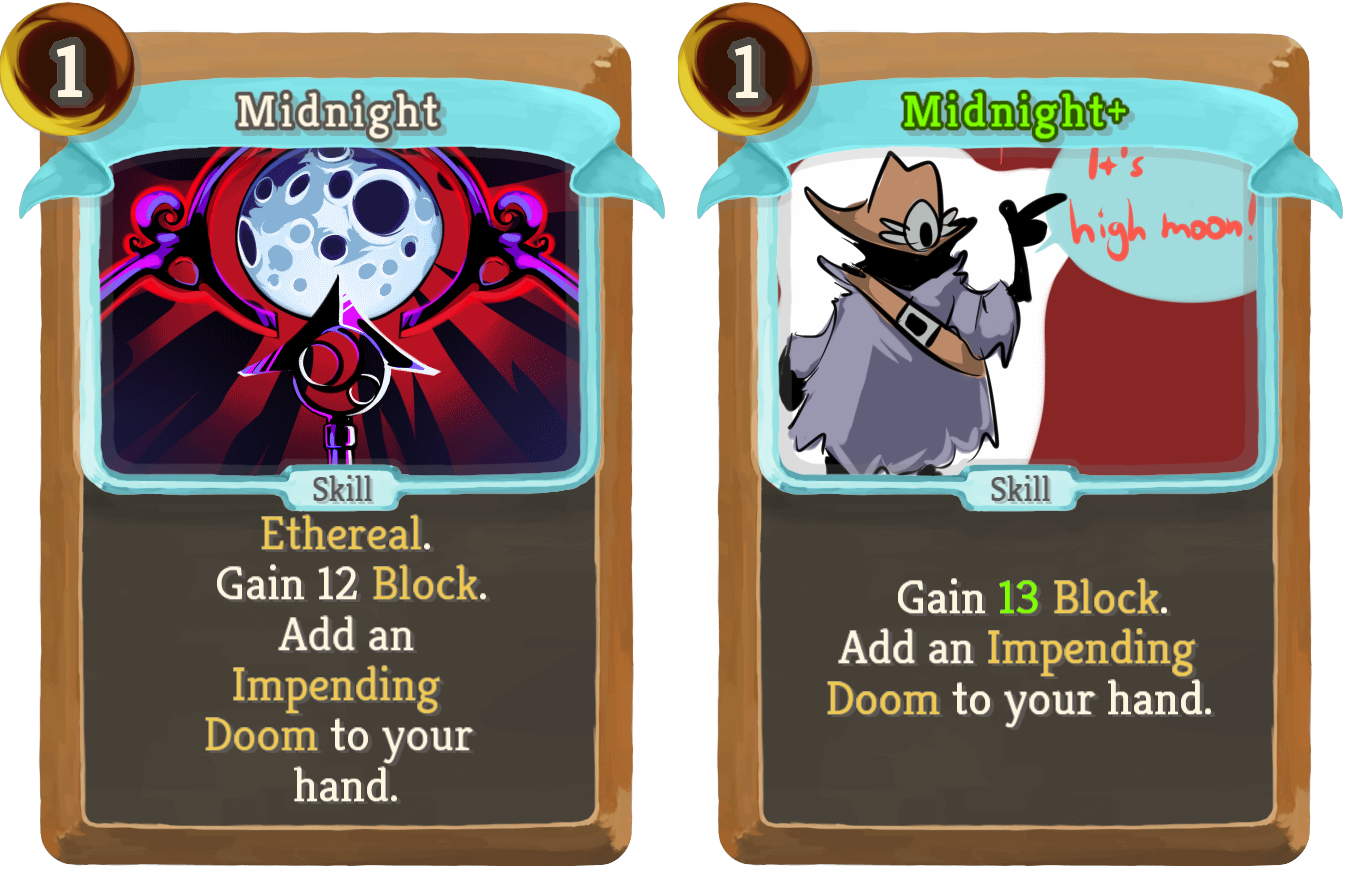 1
Midnight
Skill
Ethereal.
Gain 12 Block.
Add an
Impending
Doom to your
hand.
1
Midnight+
It's
high moon!
Skill
Gain 13 Block.
Add an Impending
Doom to your hand.